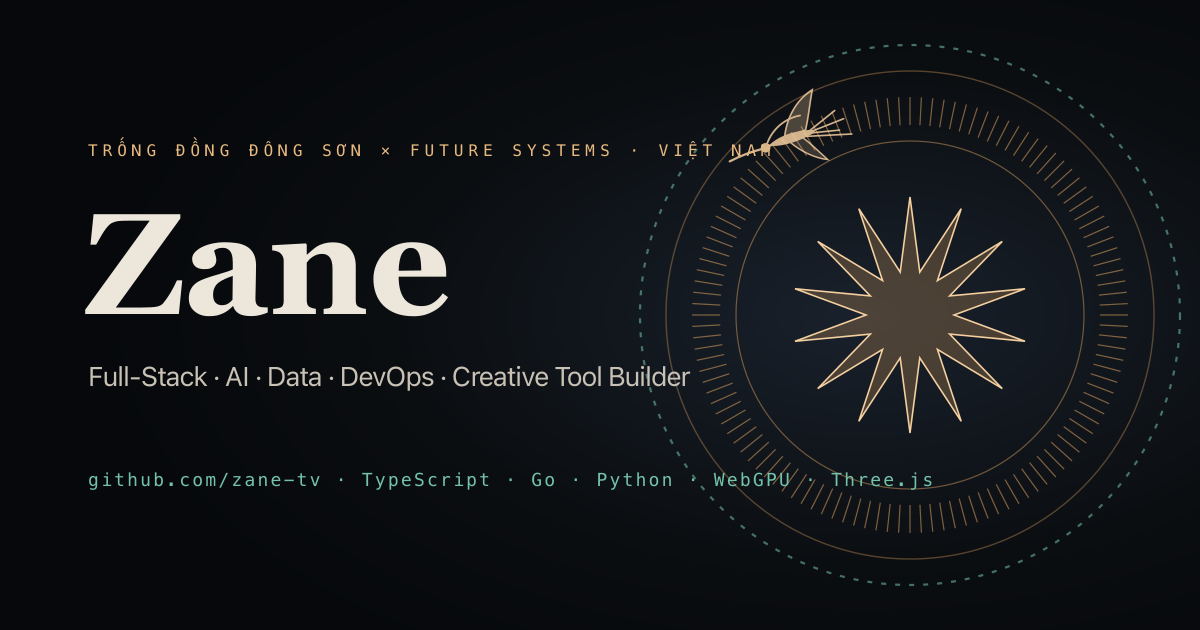 TRỐNG ĐỒNG ĐÔNG SƠN × FUTURE SYSTEMS · VIỆT NAM
Zane
Full-Stack · AI · Data · DevOps · Creative Tool Builder
github.com/zane-tv · TypeScript · Go · Python · WebGPU · Three.js